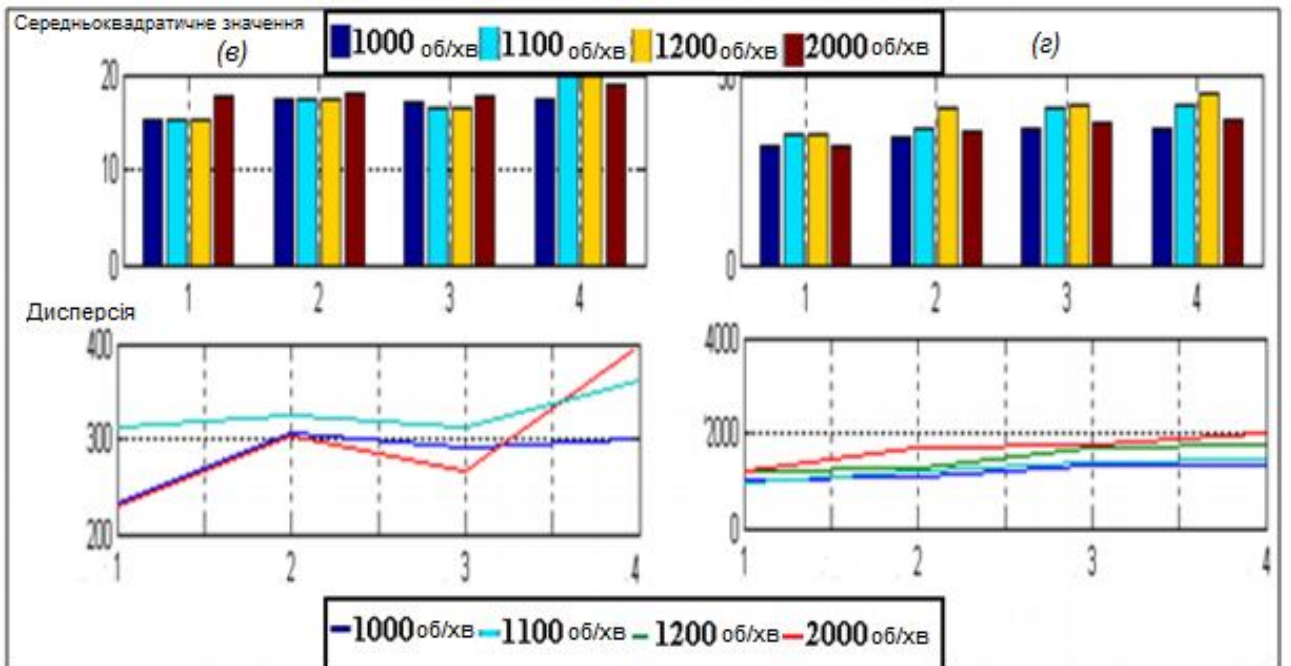 Середньоквадратичне значення
(в)
1000 об/хв 1100 об/хв 1200 об/хв 2000 об/хв
(г)
20
10
0
1 2 3 4
0
1 2 3 4
Дисперсія
400
300
200
1 2 3 4
4000
2000
0
1 2 3 4
1000 об/хв 1100 об/хв 1200 об/хв 2000 об/хв